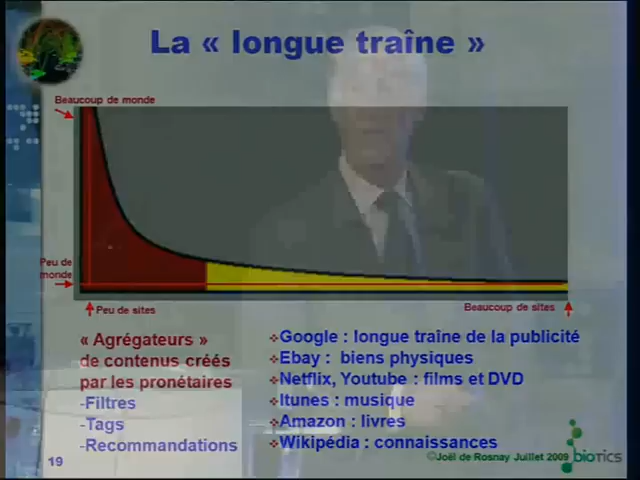 La « longue traîne »
Beaucoup de monde
Peu de
monde
Peu de sites
Beaucoup de sites
« Agrégateurs »
de contenus créés
par les pronétaires
-Filtres
-Tags
-Recommandations
Google : longue traîne de la publicité
Ebay : biens physiques
Netflix, Youtube : films et DVD
Itunes : musique
Amazon : livres
Wikipédia : connaissances
19
©Joël de Rosnay Juillet 2009
biOTICS